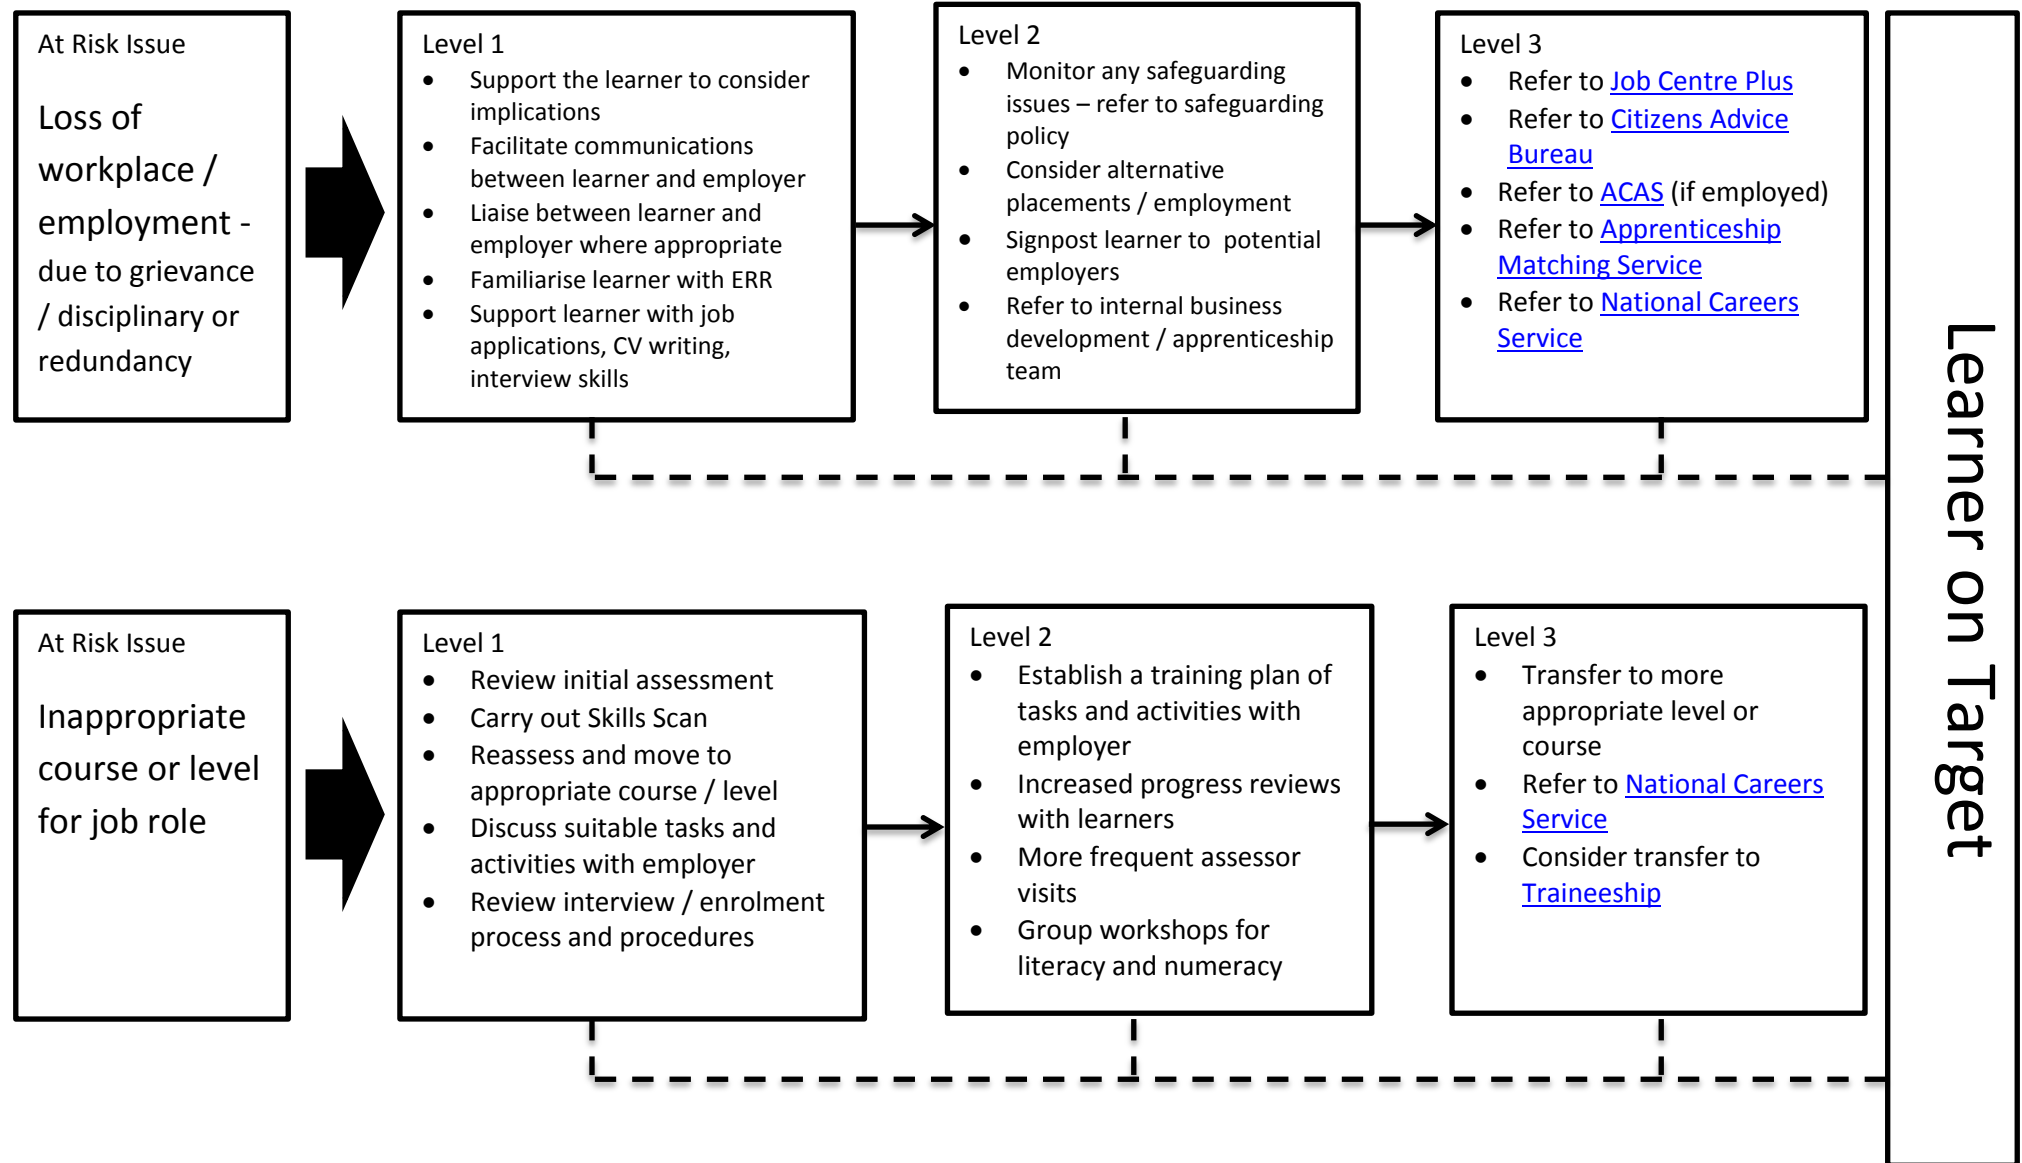 At Risk Issue
Loss of
workplace /
employment -
due to grievance
/ disciplinary or
redundancy
Level 1
• Support the learner to consider
implications
• Facilitate communications
between learner and employer
• Liaise between learner and
employer where appropriate
• Familiarise learner with ERR
• Support learner with job
applications, CV writing,
interview skills
Level 2
• Monitor any safeguarding
issues – refer to safeguarding
policy
• Consider alternative
placements / employment
• Signpost learner to  potential
employers
• Refer to internal business
development / apprenticeship
team
Level 3
• Refer to Job Centre Plus
• Refer to Citizens Advice
Bureau
• Refer to ACAS (if employed)
• Refer to Apprenticeship
Matching Service
• Refer to National Careers
Service
At Risk Issue
Inappropriate
course or level
for job role
Level 1
• Review initial assessment
• Carry out Skills Scan
• Reassess and move to
appropriate course / level
• Discuss suitable tasks and
activities with employer
• Review interview / enrolment
process and procedures
Level 2
• Establish a training plan of
tasks and activities with
employer
• Increased progress reviews
with learners
• More frequent assessor
visits
• Group workshops for
literacy and numeracy
Level 3
• Transfer to more
appropriate level or
course
• Refer to National Careers
Service
• Consider transfer to
Traineeship
Learner on Target